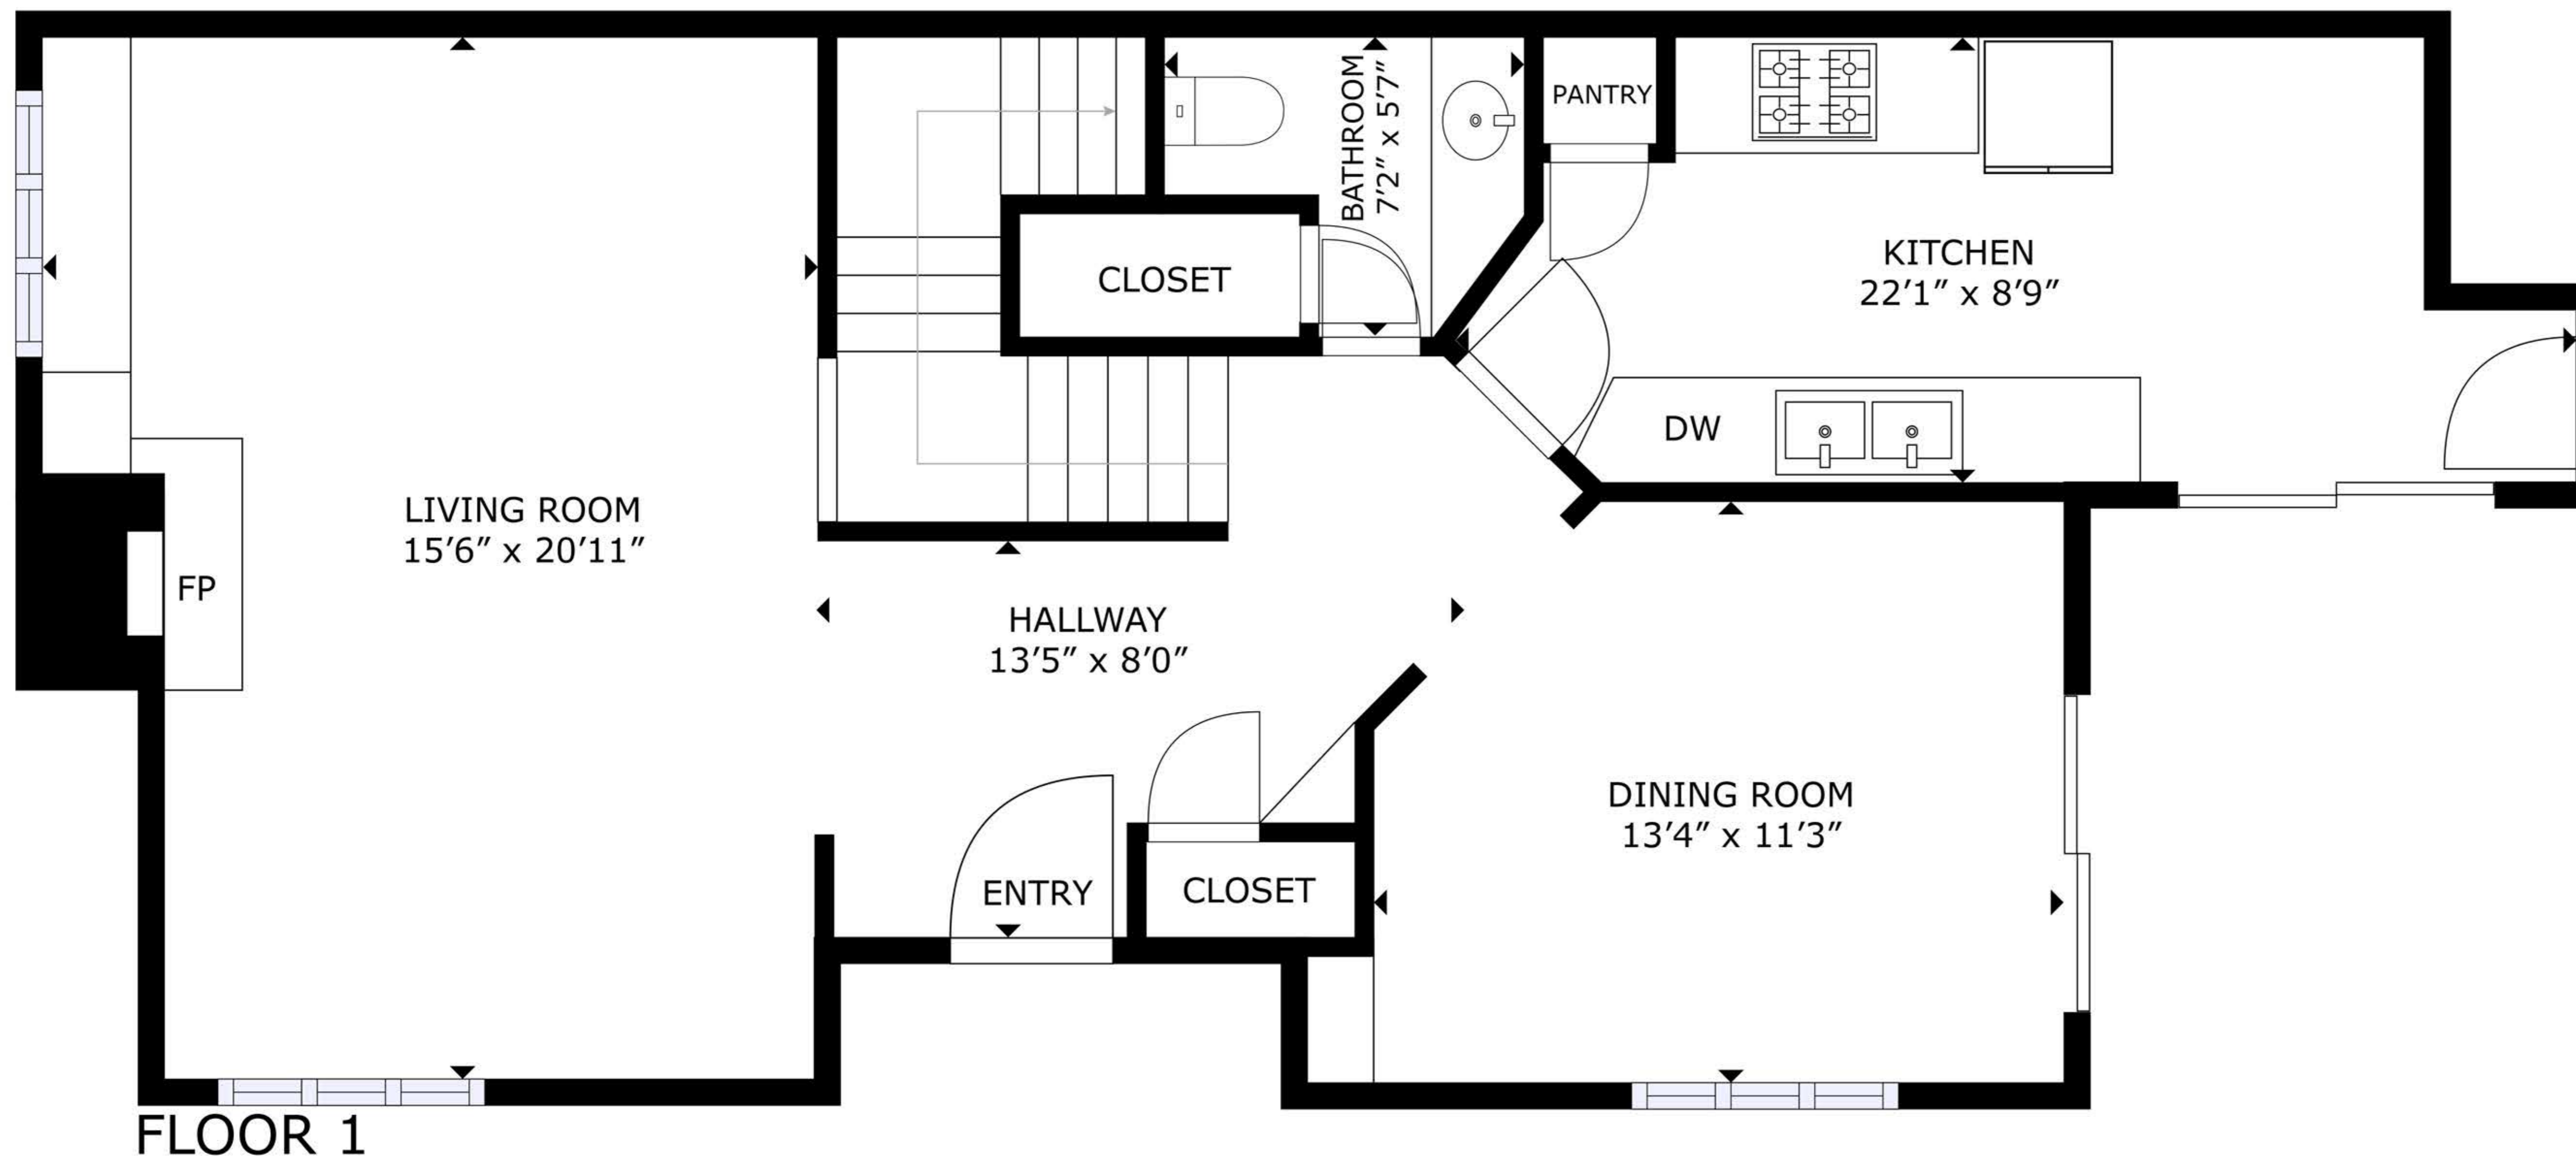 BATHROOM
7'2" x 5'7"
PANTRY
KITCHEN
22'1" x 8'9"
CLOSET
DW
LIVING ROOM
15'6" x 20'11"
FP
HALLWAY
13'5" x 8'0"
DINING ROOM
13'4" x 11'3"
ENTRY
CLOSET
FLOOR 1